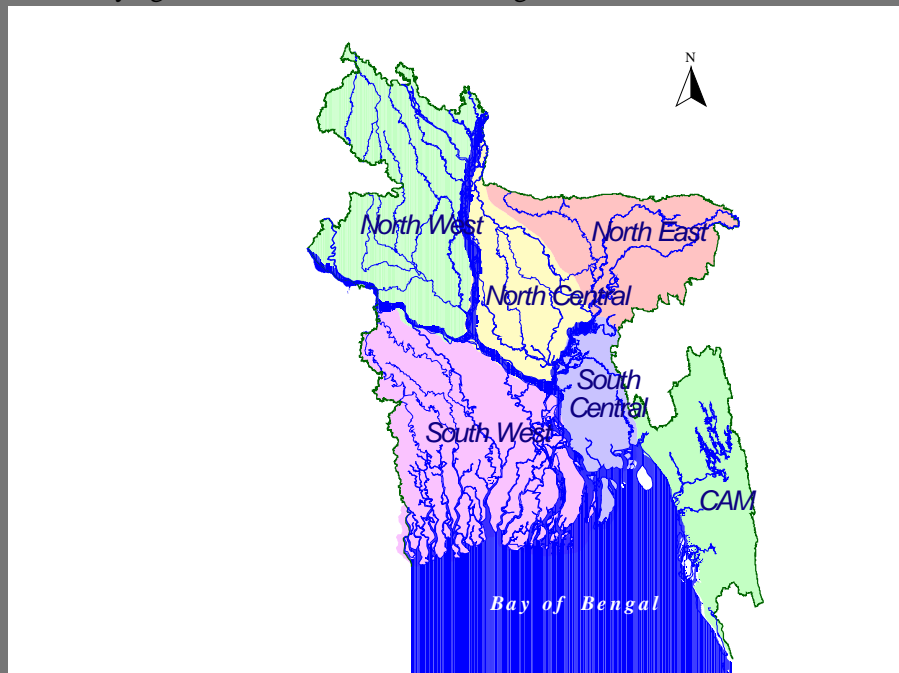 N
North West
North East
North Central
South
Central
South West
CAM
Bay of Bengal